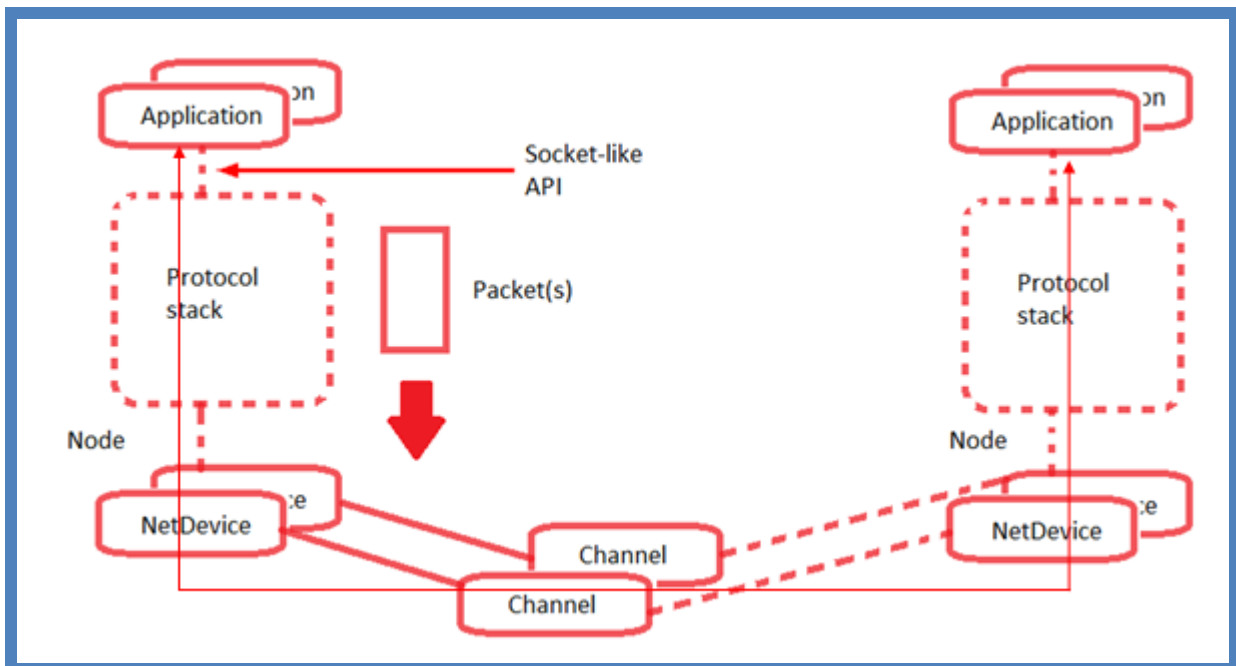 Application
Application
Socket-like
API
Protocol
stack
Packet(s)
Protocol
stack
Node
Node
NetDevice
NetDevice
Channel
Channel